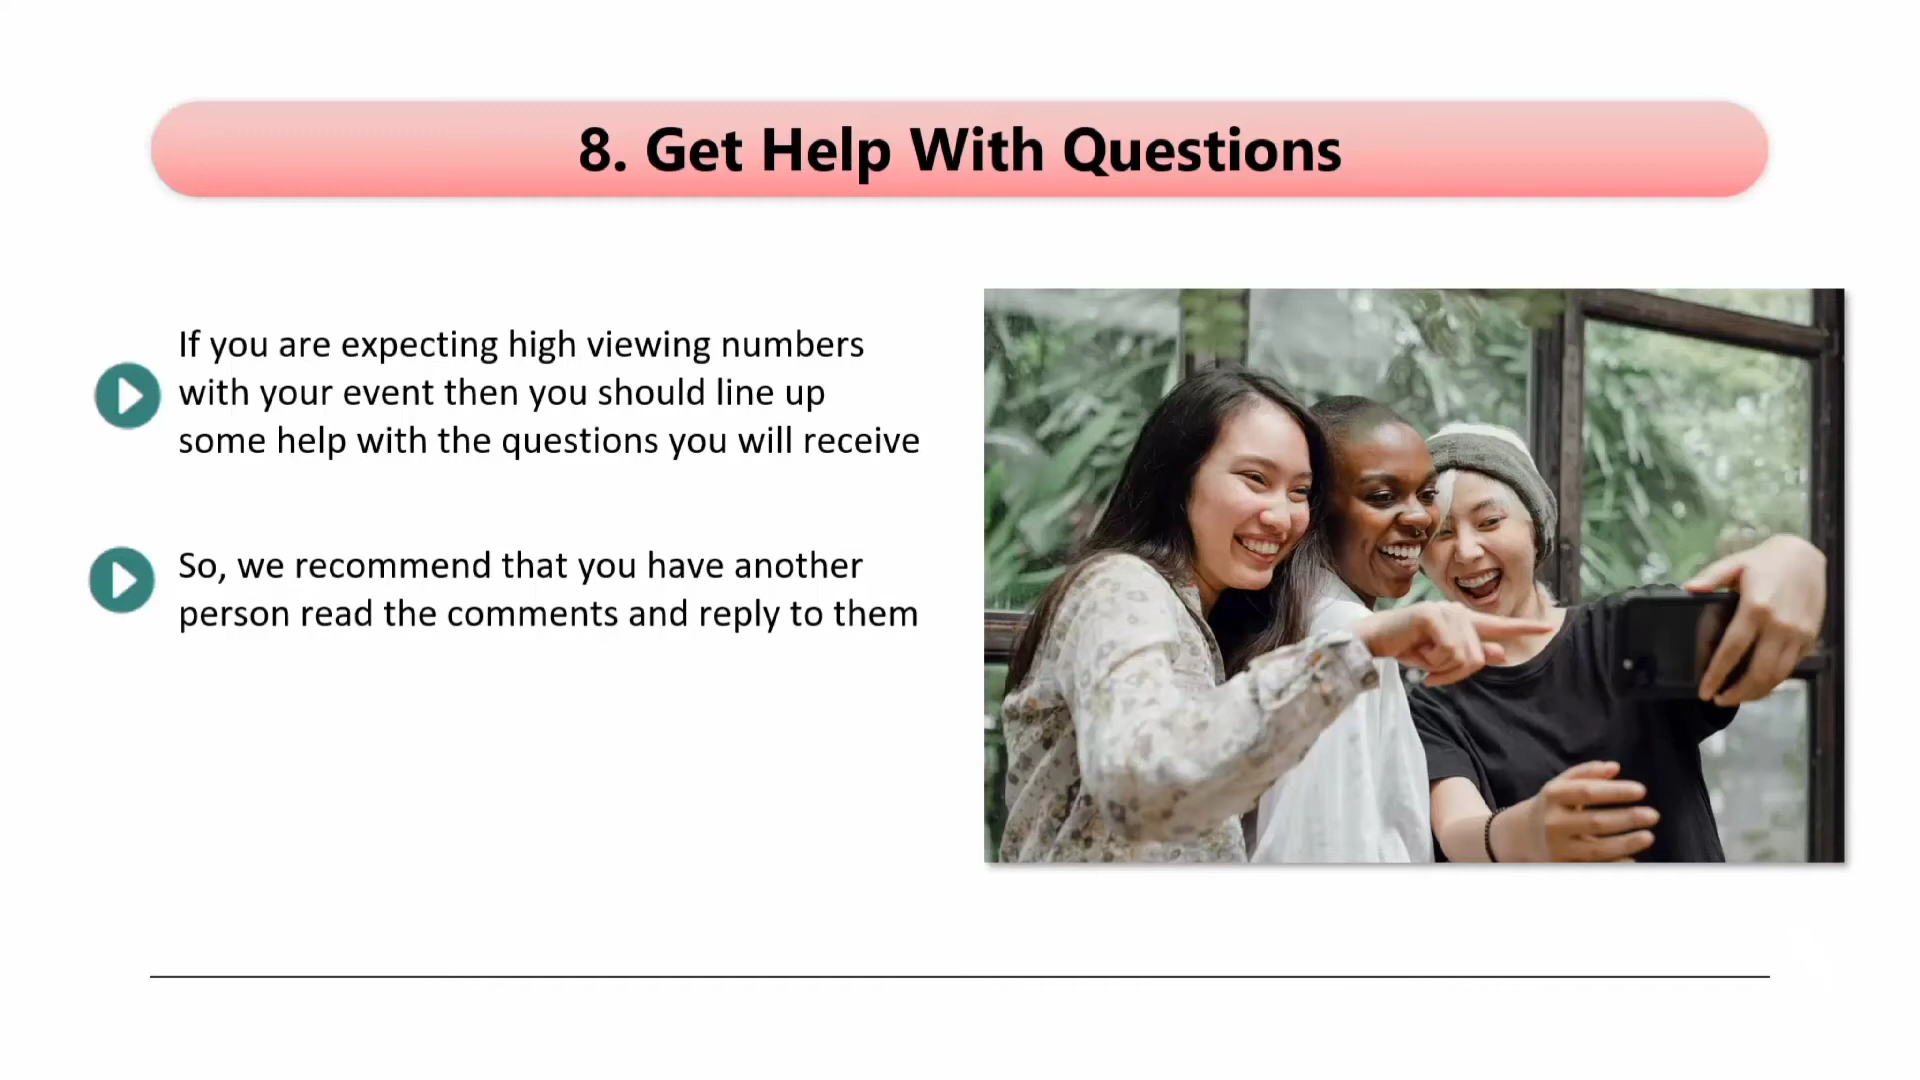 8. Get Help With Questions
If you are expecting high viewing numbers
with your event then you should line up
some help with the questions you will receive
So, we recommend that you have another
person read the comments and reply to them